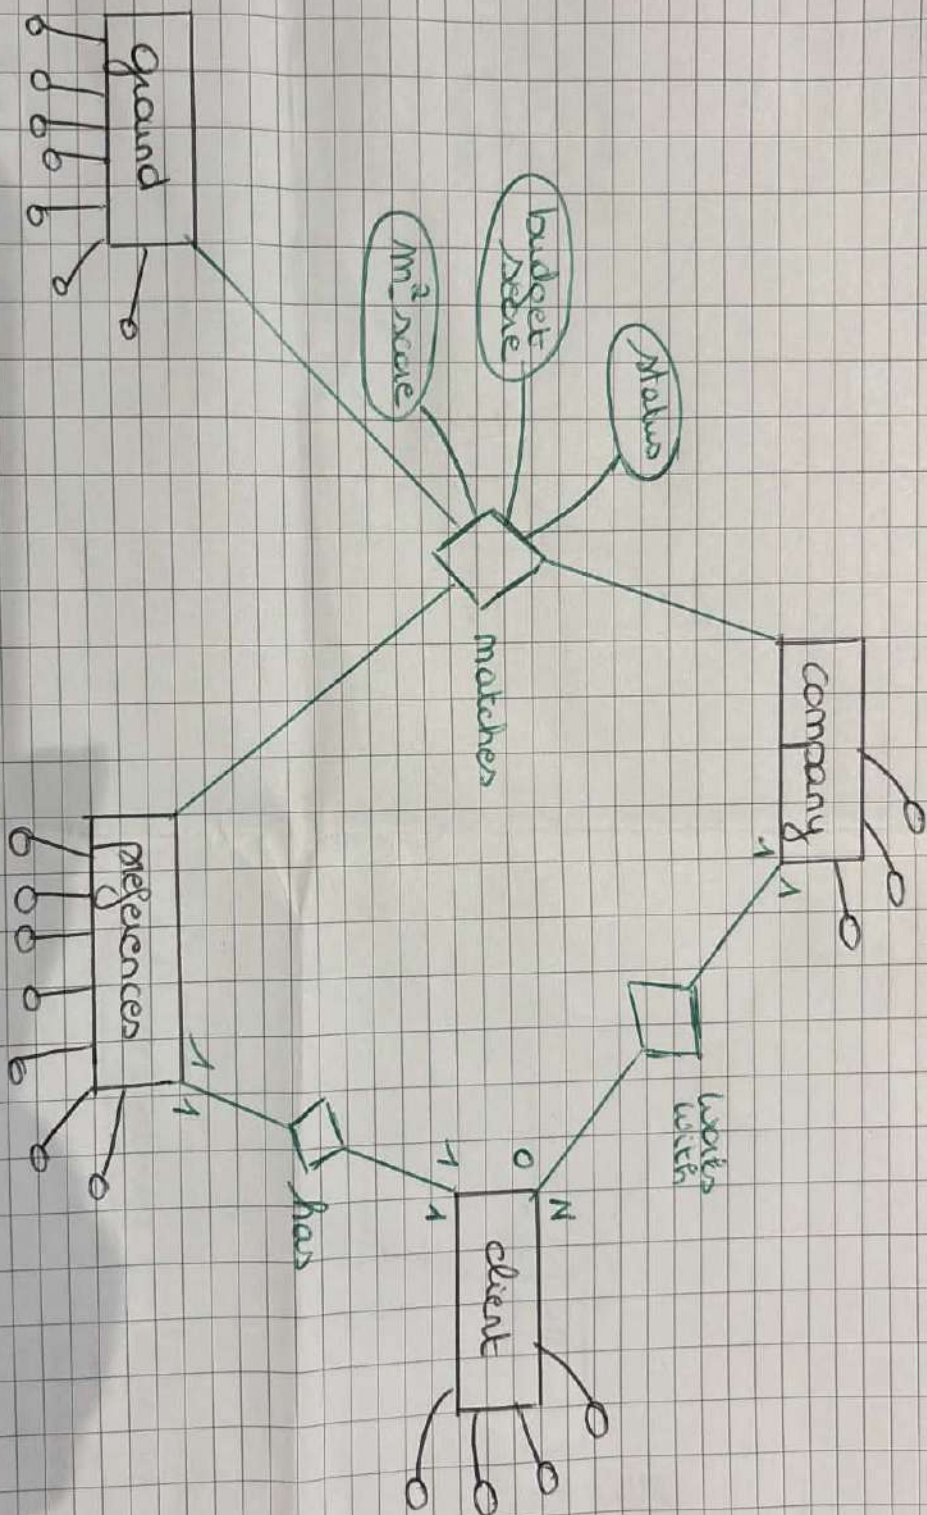 company
1
1
works
with
status
N
0
budget
score
matches
client
1
1
m² score
has
1
1
ground
preferences